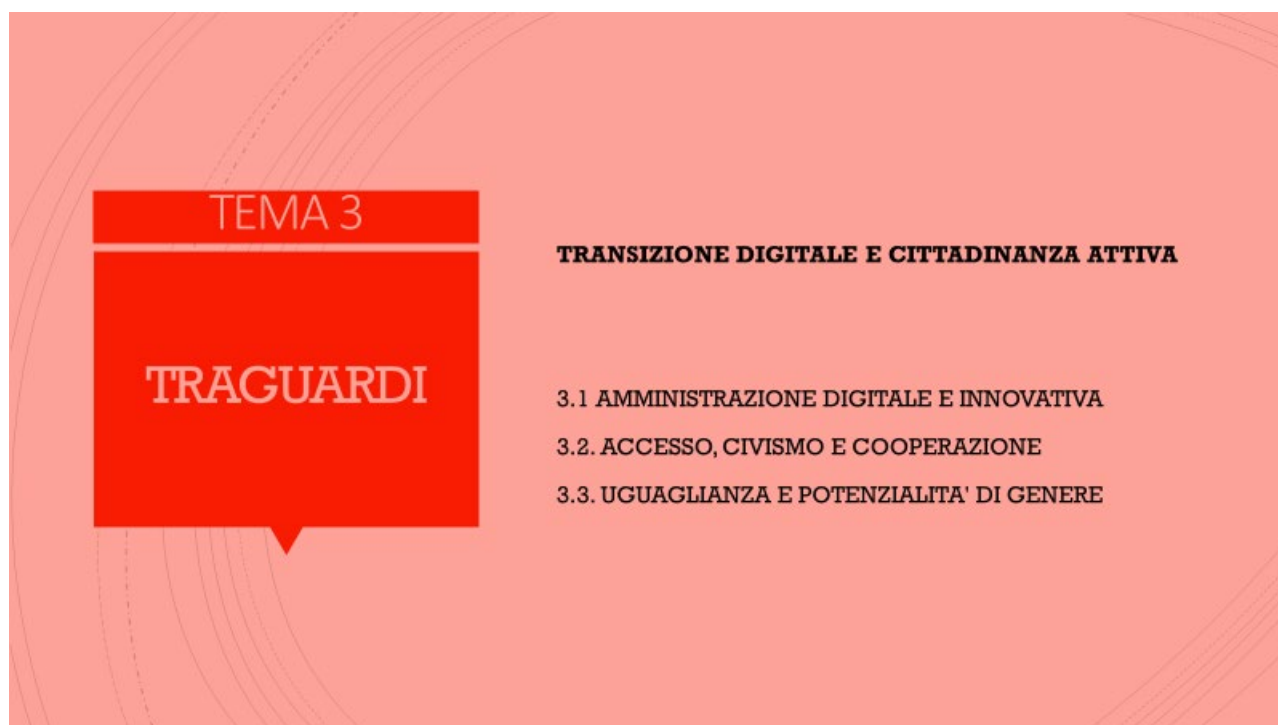 TEMA 3
TRAGUARDI
TRANSIZIONE DIGITALE E CITTADINANZA ATTIVA
3.1 AMMINISTRAZIONE DIGITALE E INNOVATIVA
3.2. ACCESSO, CIVISMO E COOPERAZIONE
3.3. UGUAGLIANZA E POTENZIALITA' DI GENERE